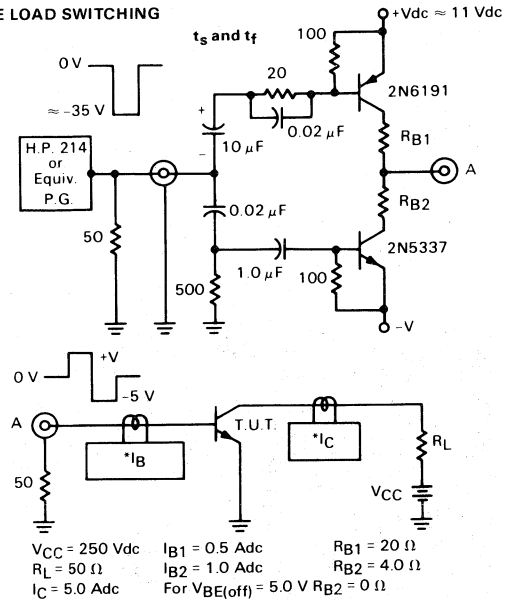 E LOAD SWITCHING
ts and tf
+Vdc ≈ 11 Vdc
100
0 V
20
2N6191
≈ -35 V
+
0.02 μF
RB1
H.P. 214
or
Equiv.
P.G.
10 μF
-
A
0.02 μF
RB2
50
1.0 μF
2N5337
500
100
-V
+V
0 V
-5 V
A
T.U.T.
*IB
*IC
RL
50
VCC
VCC = 250 Vdc IB1 = 0.5 Adc RB1 = 20 Ω
RL = 50 Ω IB2 = 1.0 Adc RB2 = 4.0 Ω
IC = 5.0 Adc For VBE(off) = 5.0 V RB2 = 0 Ω